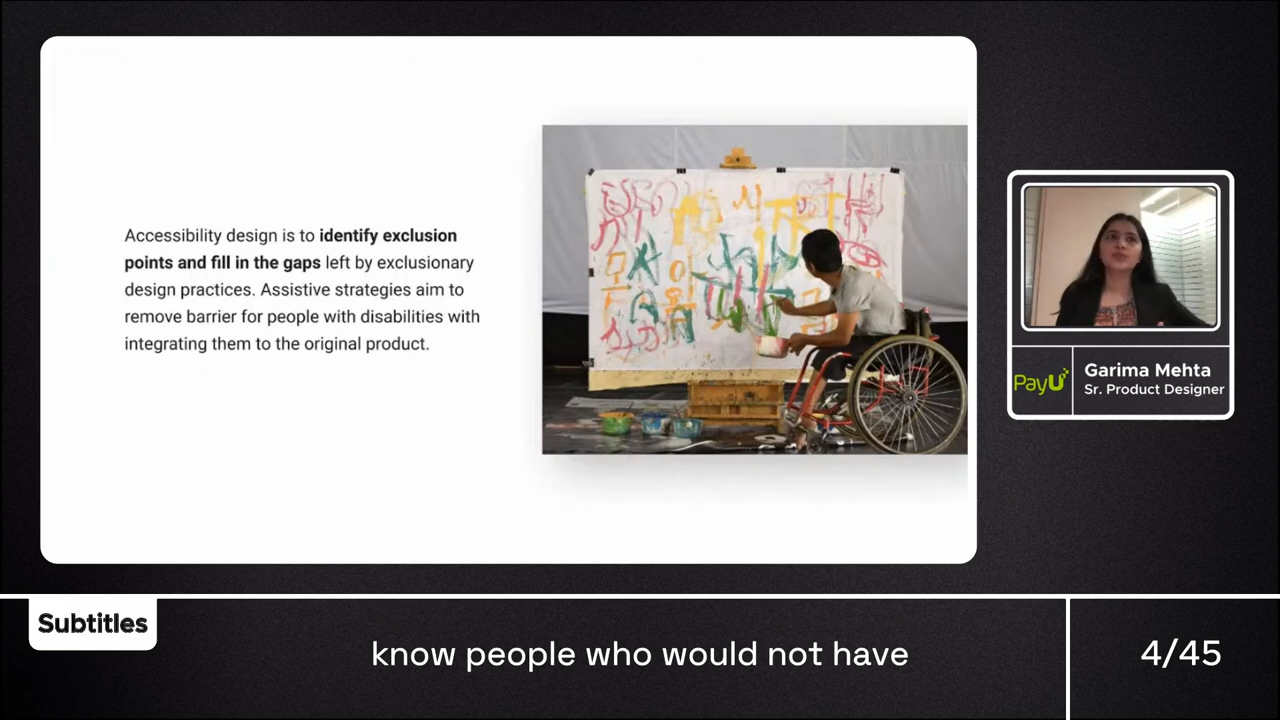 Accessibility design is to identify exclusion
points and fill in the gaps left by exclusionary
design practices. Assistive strategies aim to
remove barrier for people with disabilities with
integrating them to the original product.
PayU
Garima Mehta
Sr. Product Designer
Subtitles
know people who would not have
4/45